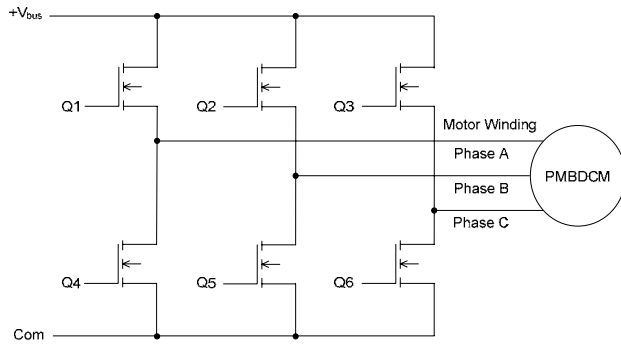 +Vbus
Q1
Q2
Q3
Motor Winding
Phase A
Phase B
PMBDCM
Phase C
Q4
Q5
Q6
Com